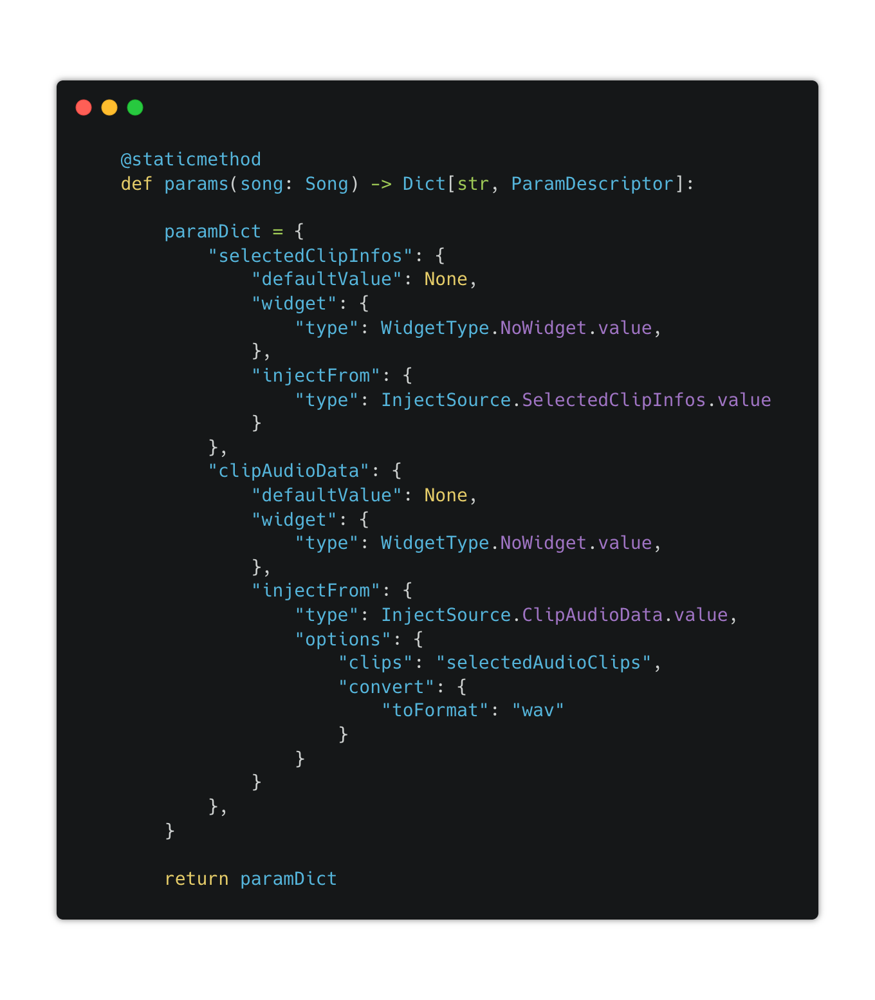 @staticmethod
def params(song: Song) -> Dict[str, ParamDescriptor]:

    paramDict = {
        "selectedClipInfos": {
            "defaultValue": None,
            "widget": {
                "type": WidgetType.NoWidget.value,
            },
            "injectFrom": {
                "type": InjectSource.SelectedClipInfos.value
            }
        },
        "clipAudioData": {
            "defaultValue": None,
            "widget": {
                "type": WidgetType.NoWidget.value,
            },
            "injectFrom": {
                "type": InjectSource.ClipAudioData.value,
                "options": {
                    "clips": "selectedAudioClips",
                    "convert": {
                        "toFormat": "wav"
                    }
                }
            }
        },
    }

    return paramDict